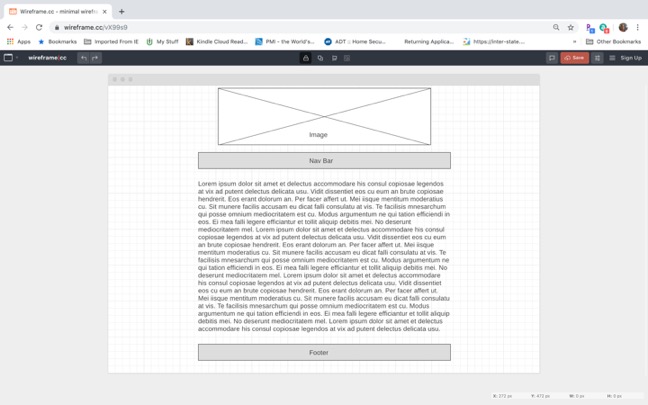 Wireframe.cc - minimal wirefr
wireframe.cc/vX99s9
Apps Bookmarks Imported From IE My Stuff Kindle Cloud Read... PMI - the World's... ADT :: Home Secu... Returning Applica... https://inter-state.... » Other Bookmarks
wireframe|cc Save Sign Up
Image
Nav Bar
Lorem ipsum dolor sit amet et delectus accommodare his consul copiosae legendos
at vix ad putent delectus delicata usu. Vidit dissentiet eos cu eum an brute copiosae
hendrerit. Eos erant dolorum an. Per facer affert ut. Mei iisque mentitum moderatius
cu. Sit munere facilis accusam eu dicat falli consulatu at vis. Te facilisis mnesarchum
qui posse omnium mediocritatem est cu. Modus argumentum ne qui tation efficiendi in
eos. Ei mea falli legere efficiantur et tollit aliquip debitis mei. No deserunt
mediocritatem mel. Lorem ipsum dolor sit amet et delectus accommodare his consul
copiosae legendos at vix ad putent delectus delicata usu. Vidit dissentiet eos cu eum
an brute copiosae hendrerit. Eos erant dolorum an. Per facer affert ut. Mei iisque
mentitum moderatius cu. Sit munere facilis accusam eu dicat falli consulatu at vis. Te
facilisis mnesarchum qui posse omnium mediocritatem est cu. Modus argumentum ne
qui tation efficiendi in eos. Ei mea falli legere efficiantur et tollit aliquip debitis mei. No
deserunt mediocritatem mel. Lorem ipsum dolor sit amet et delectus accommodare
his consul copiosae legendos at vix ad putent delectus delicata usu. Vidit dissentiet
eos cu eum an brute copiosae hendrerit. Eos erant dolorum an. Per facer affert ut.
Mei iisque mentitum moderatius cu. Sit munere facilis accusam eu dicat falli consulatu
at vis. Te facilisis mnesarchum qui posse omnium mediocritatem est cu. Modus
argumentum ne qui tation efficiendi in eos. Ei mea falli legere efficiantur et tollit aliquip
debitis mei. No deserunt mediocritatem mel. Lorem ipsum dolor sit amet et delectus
accommodare his consul copiosae legendos at vix ad putent delectus delicata usu.
Footer
X: 272 px Y: 472 px W: 0 px H: 0 px